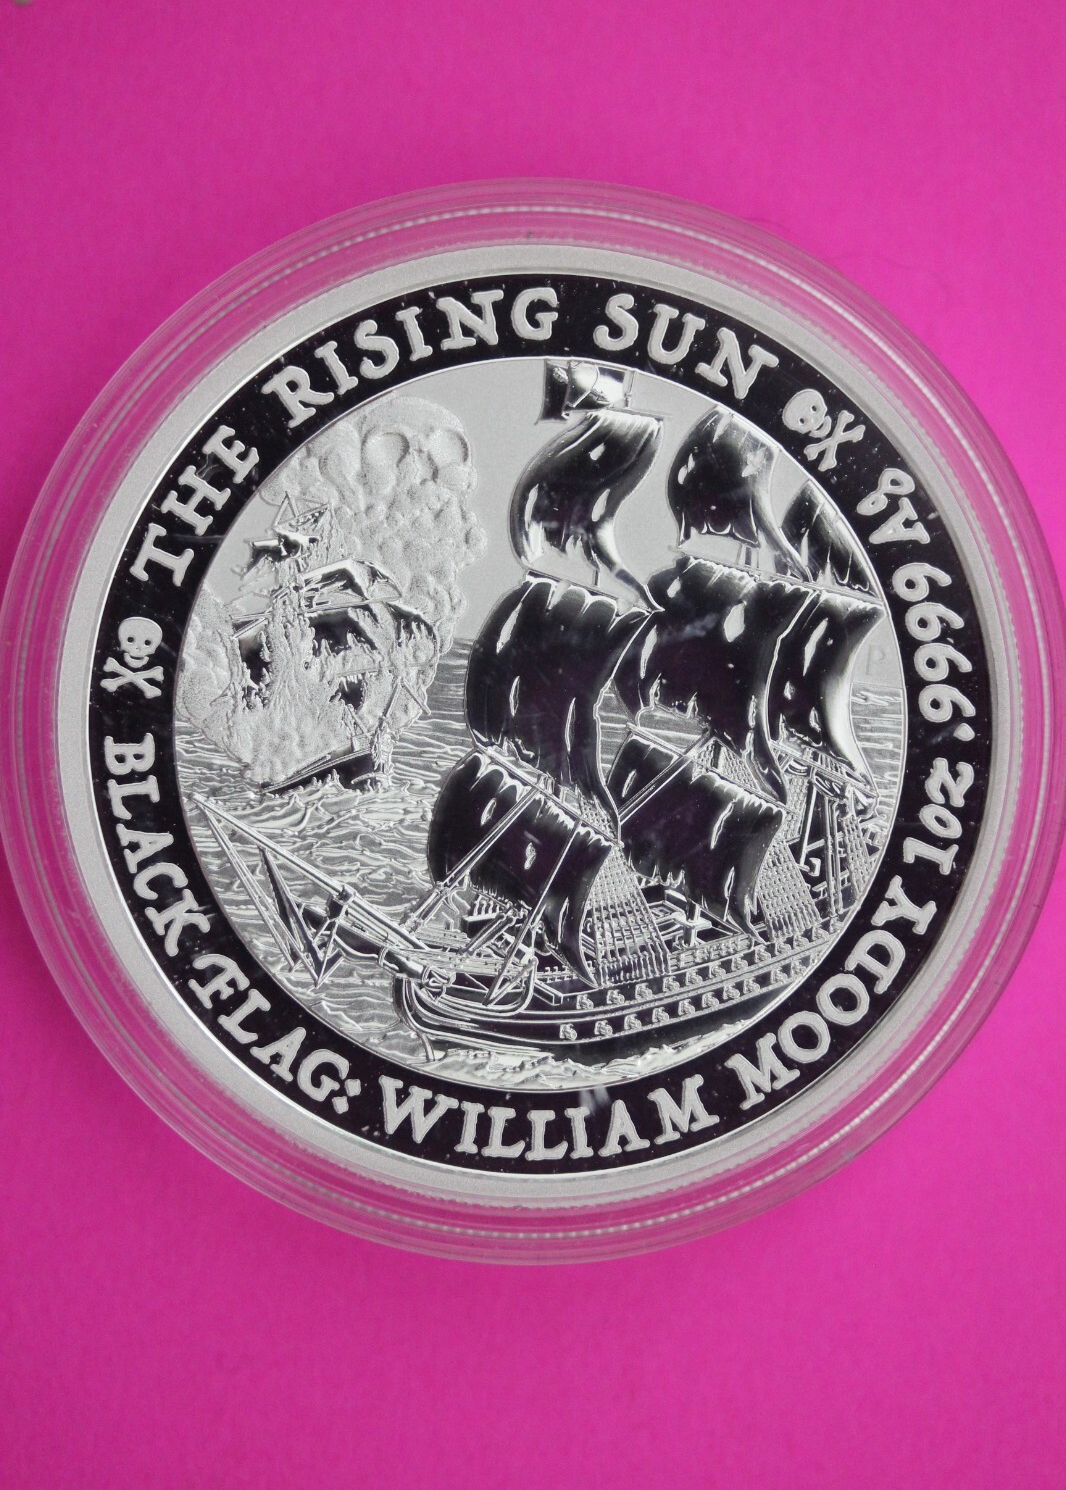 THE RISING SUN
BLACK FLAG: WILLIAM MOODY 1oz 9999 Ag
P